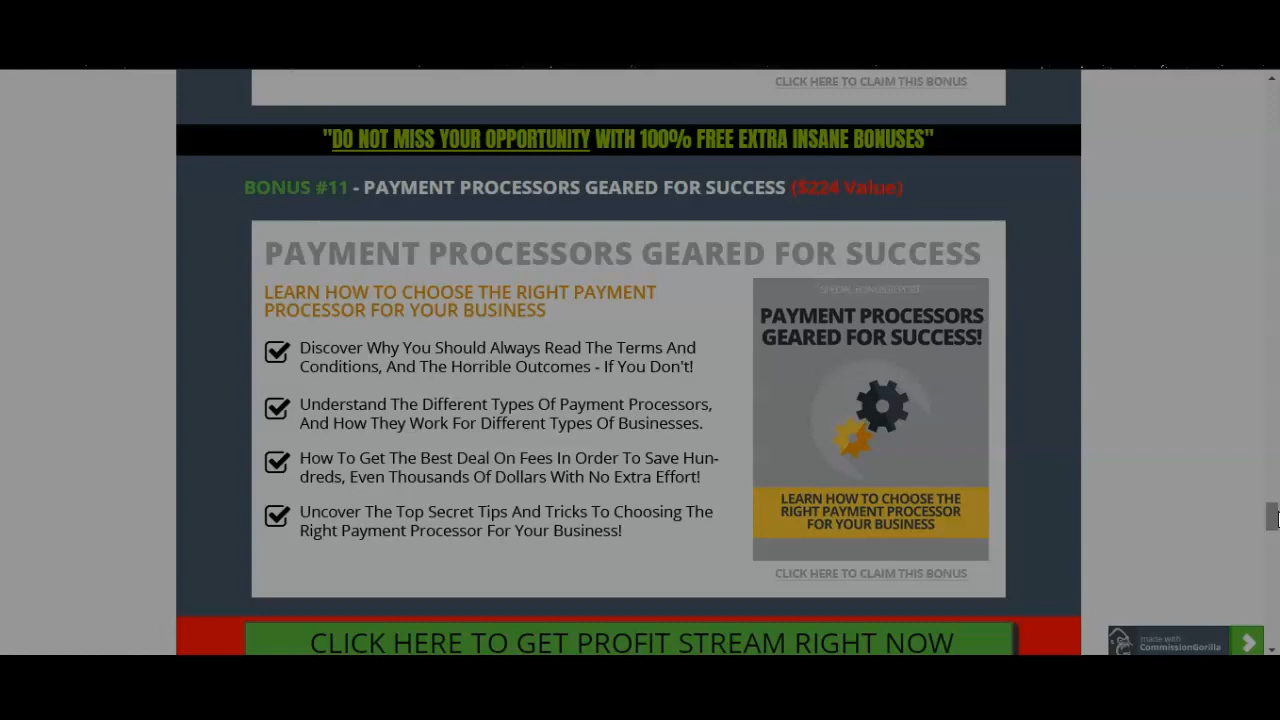 CLICK HERE TO CLAIM THIS BONUS
"DO NOT MISS YOUR OPPORTUNITY WITH 100% FREE EXTRA INSANE BONUSES"
BONUS #11 - PAYMENT PROCESSORS GEARED FOR SUCCESS ($224 Value)
PAYMENT PROCESSORS GEARED FOR SUCCESS
LEARN HOW TO CHOOSE THE RIGHT PAYMENT
PROCESSOR FOR YOUR BUSINESS
Discover Why You Should Always Read The Terms And
Conditions, And The Horrible Outcomes - If You Don't!
Understand The Different Types Of Payment Processors,
And How They Work For Different Types Of Businesses.
How To Get The Best Deal On Fees In Order To Save Hun-
dreds, Even Thousands Of Dollars With No Extra Effort!
Uncover The Top Secret Tips And Tricks To Choosing The
Right Payment Processor For Your Business!
SPECIAL BONUS REPORT
PAYMENT PROCESSORS
GEARED FOR SUCCESS!
LEARN HOW TO CHOOSE THE
RIGHT PAYMENT PROCESSOR
FOR YOUR BUSINESS
CLICK HERE TO CLAIM THIS BONUS
CLICK HERE TO GET PROFIT STREAM RIGHT NOW
made with
CommissionGorilla